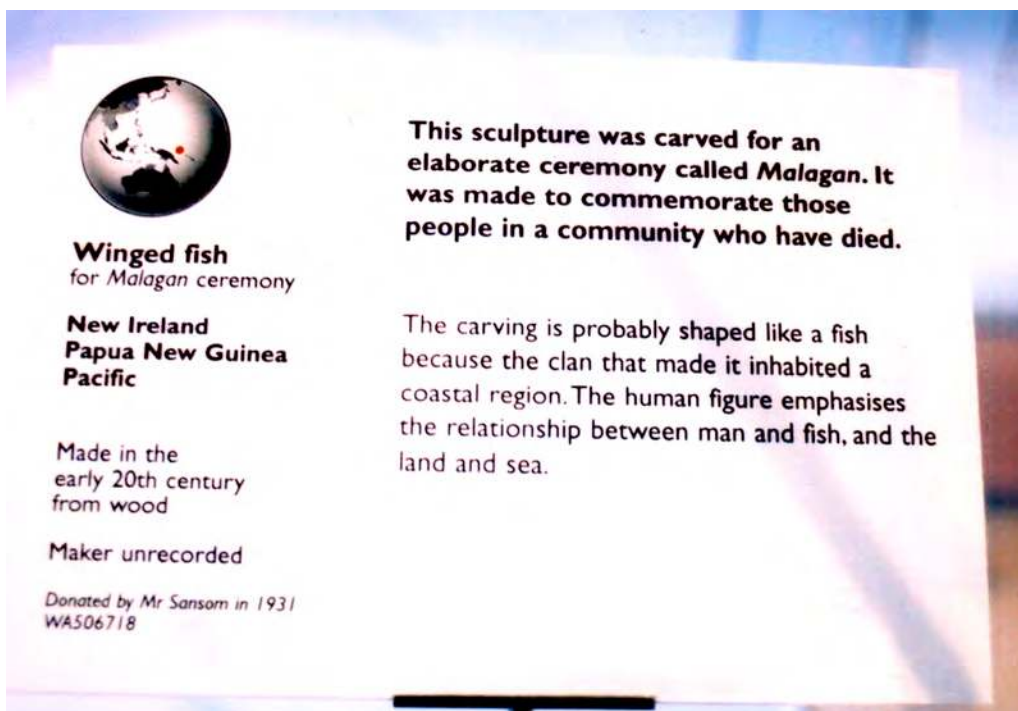 Winged fish
for Malagan ceremony
New Ireland
Papua New Guinea
Pacific
Made in the
early 20th century
from wood
Maker unrecorded
Donated by Mr Sansom in 1931
WA506718
This sculpture was carved for an
elaborate ceremony called Malagan. It
was made to commemorate those
people in a community who have died.
The carving is probably shaped like a fish
because the clan that made it inhabited a
coastal region. The human figure emphasises
the relationship between man and fish, and the
land and sea.